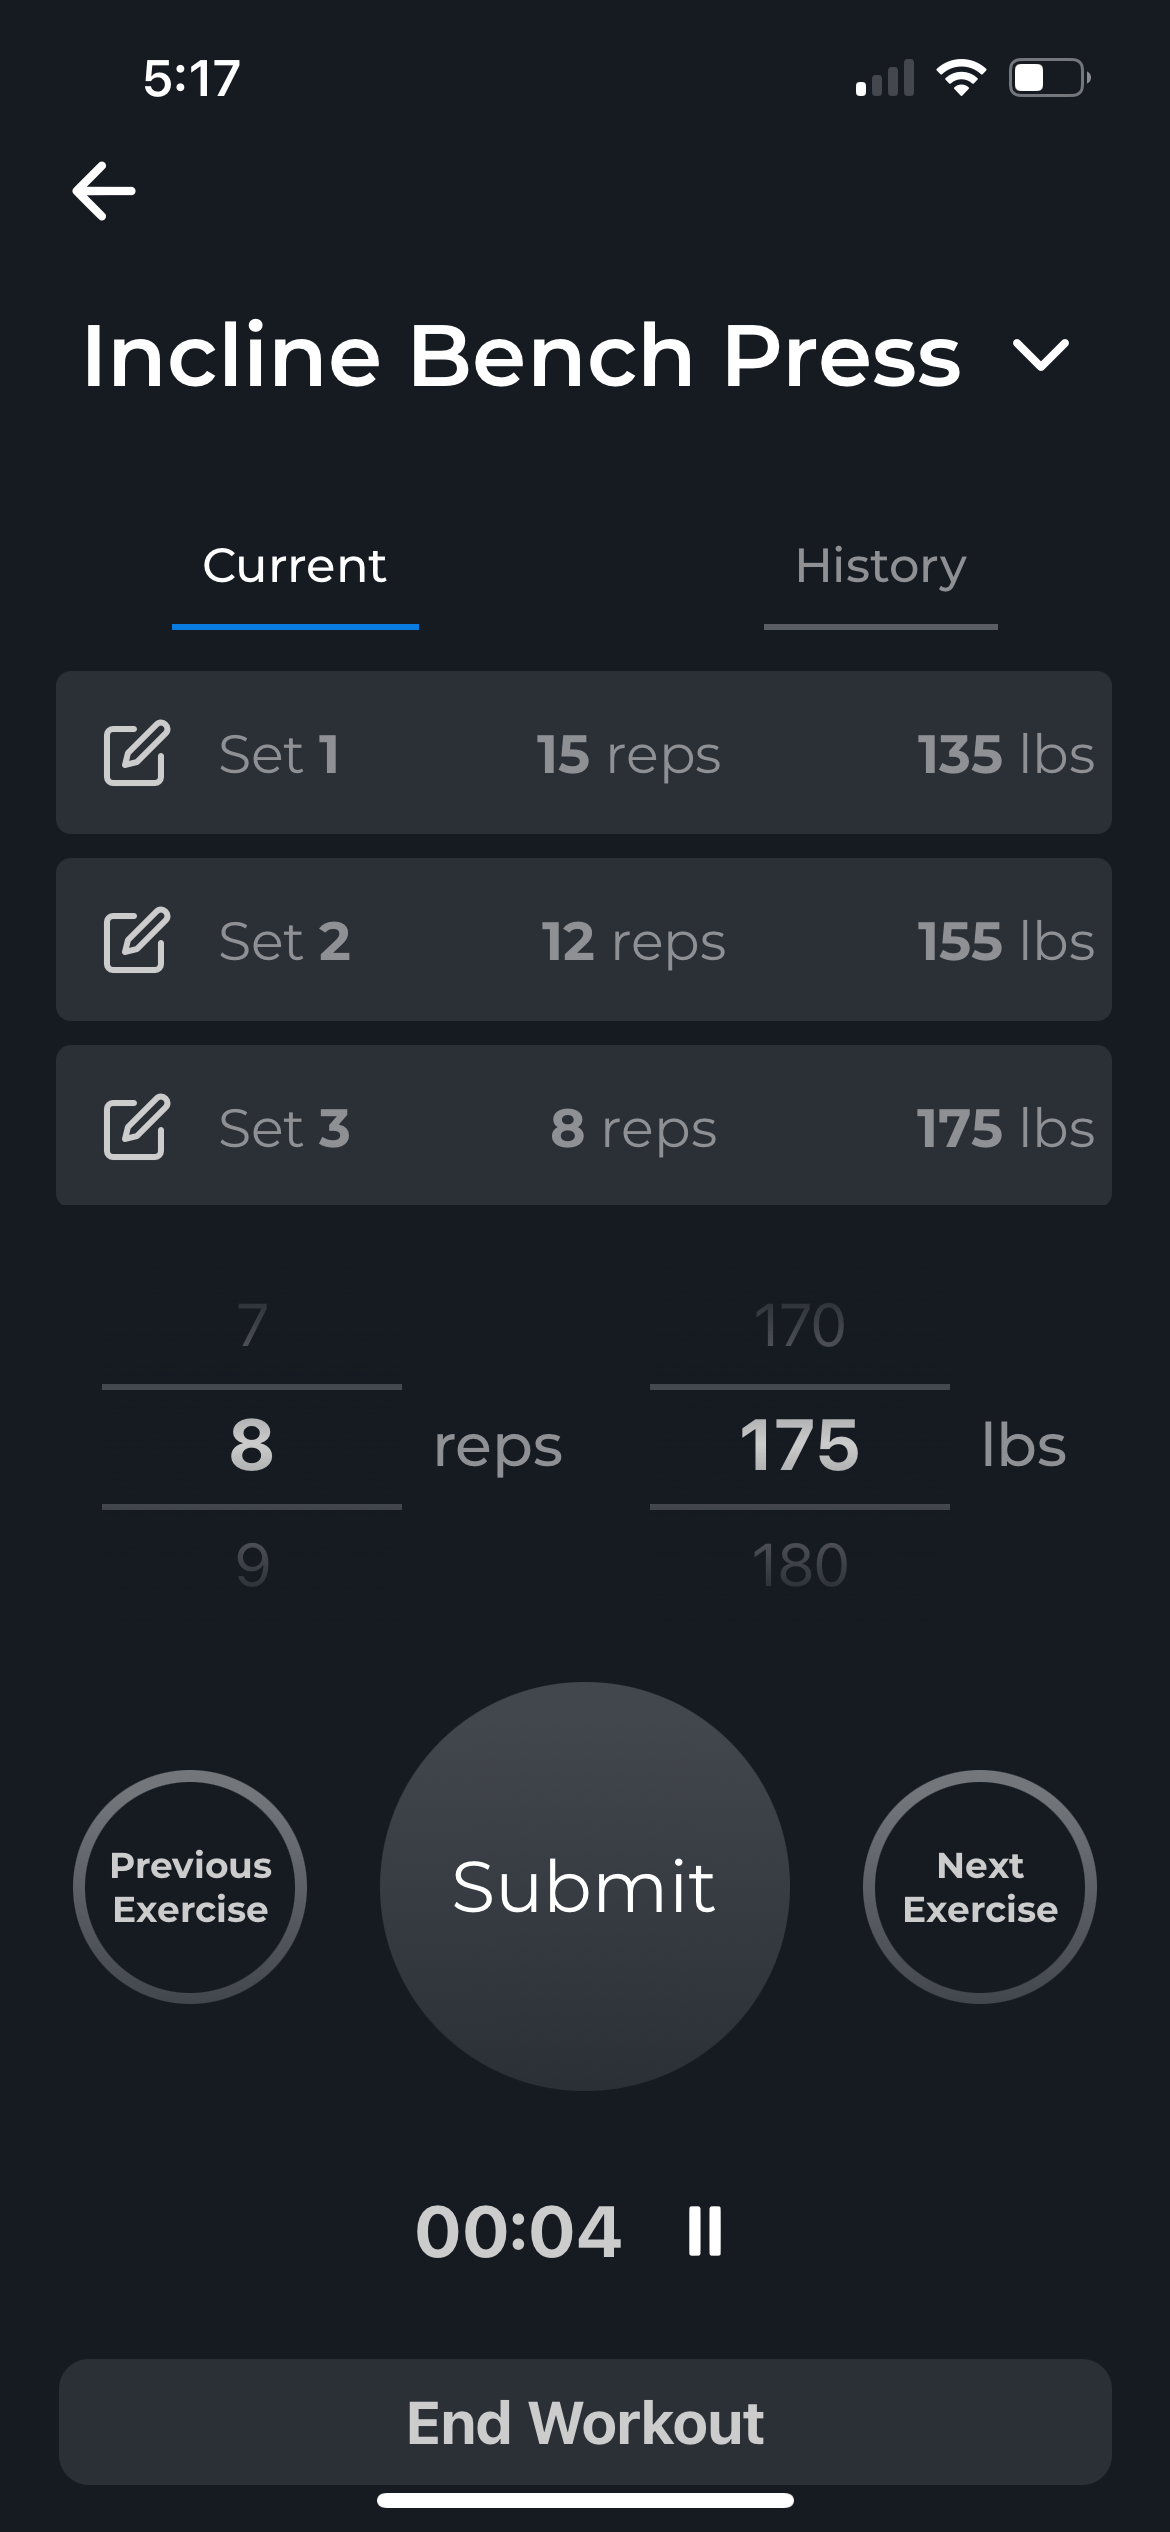 5:17
Incline Bench Press
Current History
Set 1 15 reps 135 lbs
Set 2 12 reps 155 lbs
Set 3 8 reps 175 lbs
7 170
8 reps 175 lbs
9 180
Previous
Exercise
Submit
Next
Exercise
00:04
End Workout